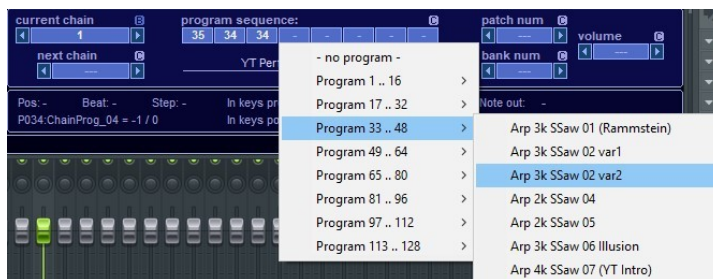 current chain B program sequence: C patch num C
1 35 34 34 - - - - - --- volume C
next chain C bank num C ---
--- YT Per ---
- no program -
Program 1 .. 16 >
Program 17 .. 32 >
Program 33 .. 48 >
Program 49 .. 64 >
Program 65 .. 80 >
Program 81 .. 96 >
Program 97 .. 112 >
Program 113 .. 128 >
Pos: - Beat: - Step: - In keys pr Note out: -
P034:ChainProg_04 = -1 / 0 In keys po
Arp 3k SSaw 01 (Rammstein)
Arp 3k SSaw 02 var1
Arp 3k SSaw 02 var2
Arp 2k SSaw 04
Arp 2k SSaw 05
Arp 3k SSaw 06 Illusion
Arp 4k SSaw 07 (YT Intro)